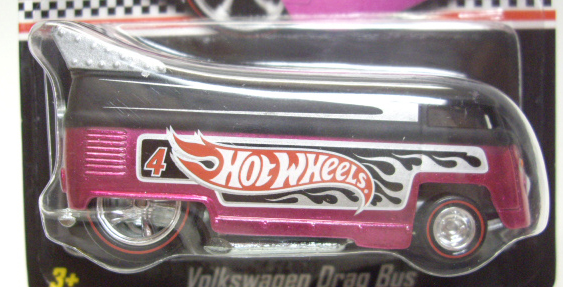 4
HOT WHEELS
3+
Volkswagen Drag Bus